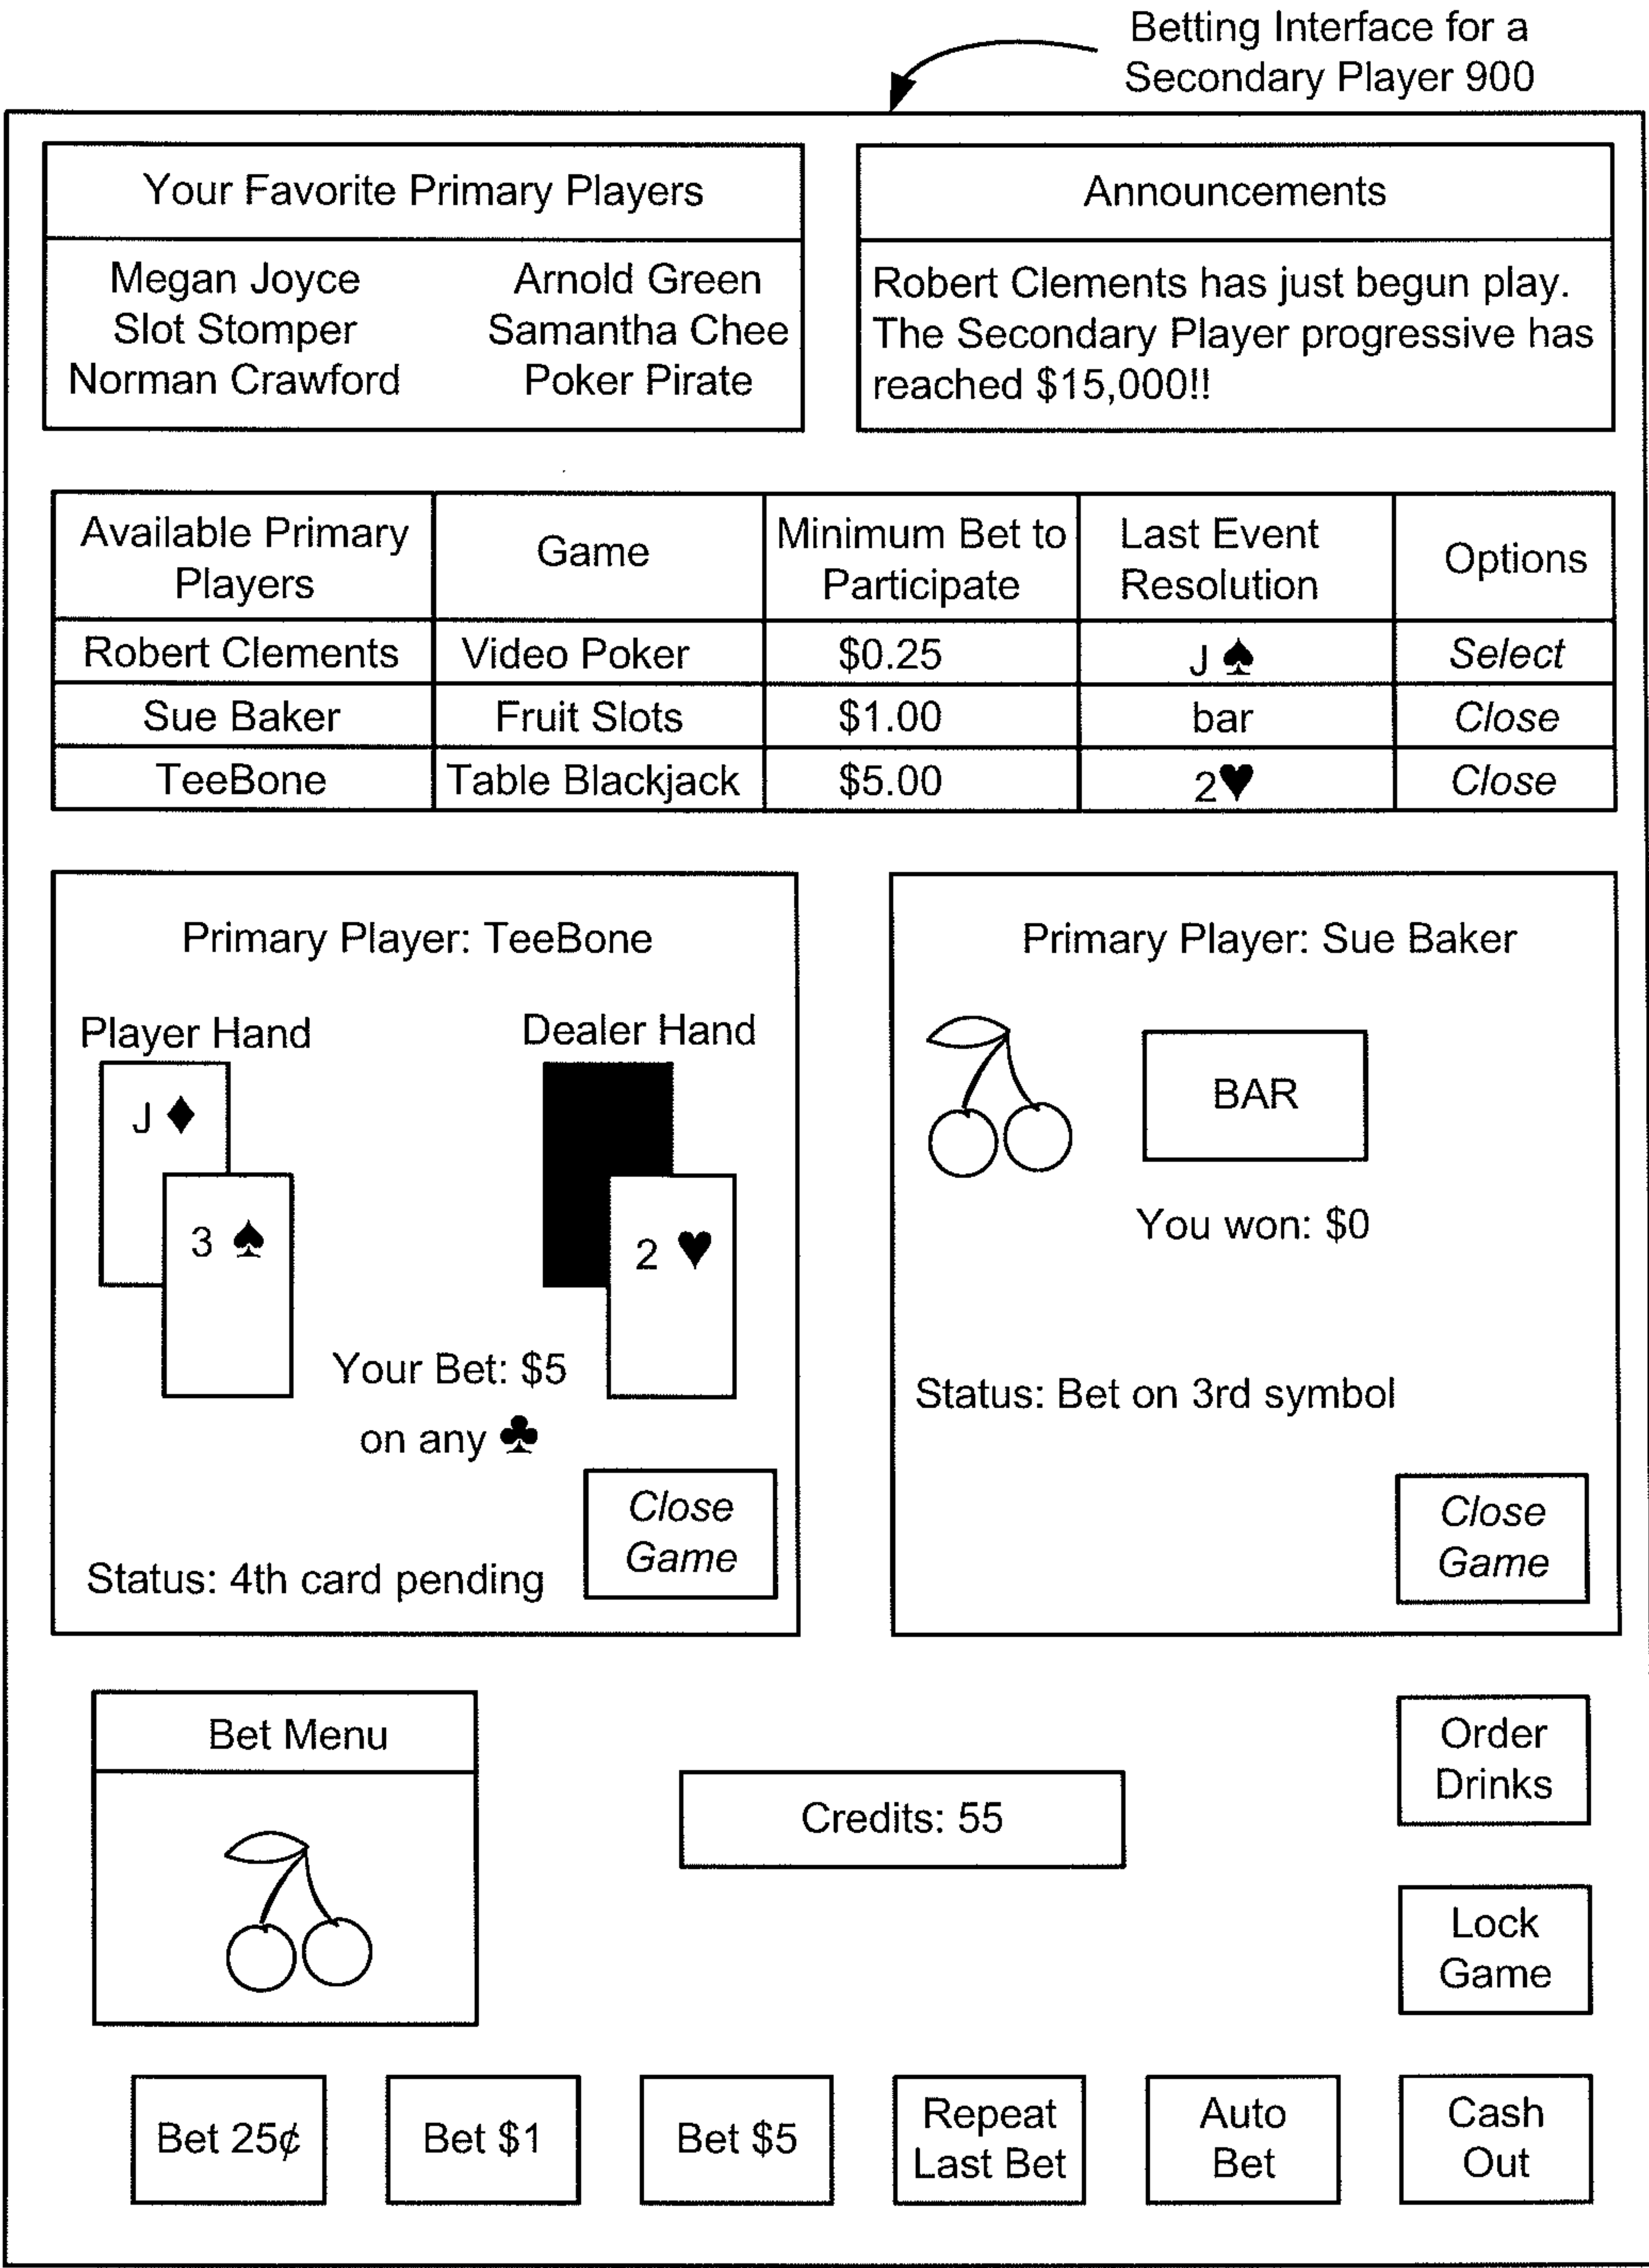 Betting Interface for a
Secondary Player 900
Your Favorite Primary Players
Megan Joyce Arnold Green
Slot Stomper Samantha Chee
Norman Crawford Poker Pirate
Announcements
Robert Clements has just begun play.
The Secondary Player progressive has
reached $15,000!!
Available Primary
Players
Game
Minimum Bet to
Participate
Last Event
Resolution
Options
Robert Clements Video Poker $0.25 J ♠ Select
Sue Baker Fruit Slots $1.00 bar Close
TeeBone Table Blackjack $5.00 2♥ Close
Primary Player: TeeBone
Player Hand Dealer Hand
J ♦
3 ♠
2 ♥
Your Bet: $5
on any ♣
Close
Game
Status: 4th card pending
Primary Player: Sue Baker
BAR
You won: $0
Status: Bet on 3rd symbol
Close
Game
Bet Menu
Credits: 55
Order
Drinks
Lock
Game
Bet 25¢
Bet $1
Bet $5
Repeat
Last Bet
Auto
Bet
Cash
Out